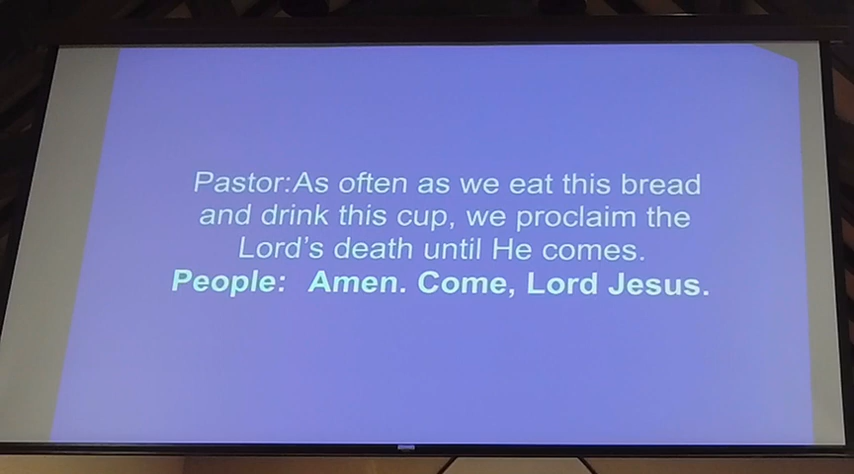 Pastor:As often as we eat this bread
and drink this cup, we proclaim the
Lord's death until He comes.
People: Amen. Come, Lord Jesus.